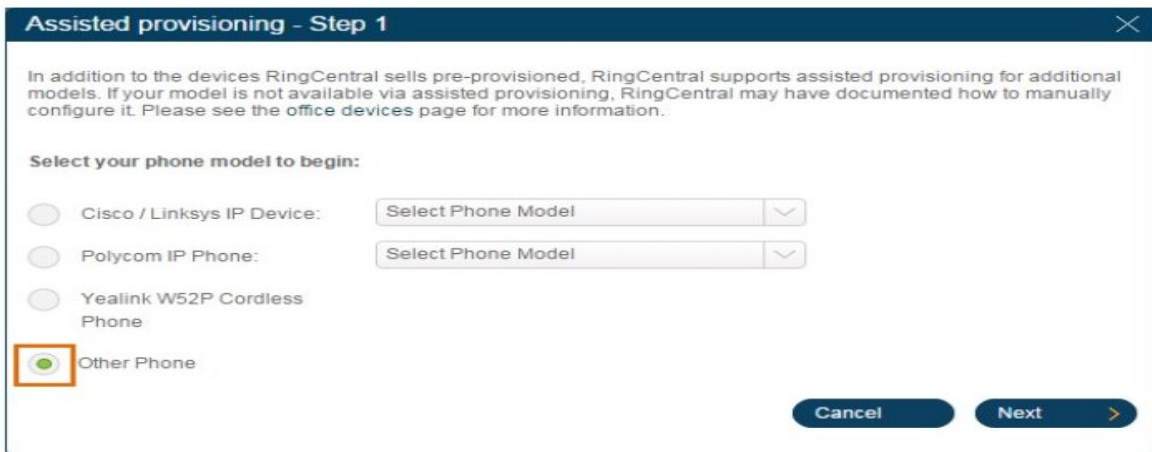 Assisted provisioning - Step 1
In addition to the devices RingCentral sells pre-provisioned, RingCentral supports assisted provisioning for additional
models. If your model is not available via assisted provisioning, RingCentral may have documented how to manually
configure it. Please see the office devices page for more information.
Select your phone model to begin:
Cisco / Linksys IP Device: Select Phone Model
Polycom IP Phone: Select Phone Model
Yealink W52P Cordless
Phone
Other Phone
Cancel Next